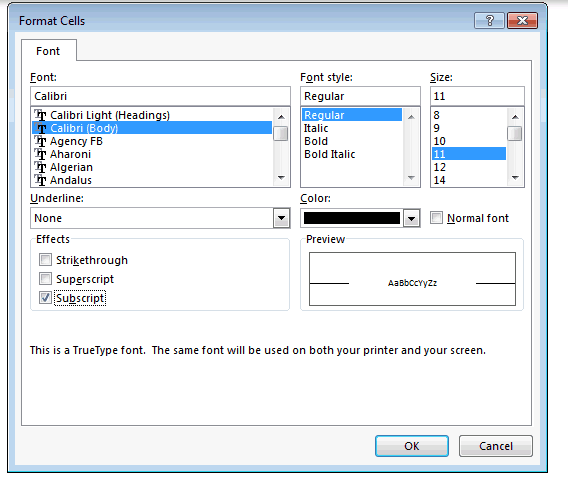 Format Cells
Font
Font:
Calibri
Calibri Light (Headings)
Calibri (Body)
Agency FB
Aharoni
Algerian
Andalus
Font style:
Regular
Regular
Italic
Bold
Bold Italic
Size:
11
8
9
10
11
12
14
Underline:
None
Color:
Normal font
Effects
Strikethrough
Superscript
Subscript
Preview
AaBbCcYyZz
This is a TrueType font.  The same font will be used on both your printer and your screen.
OK
Cancel